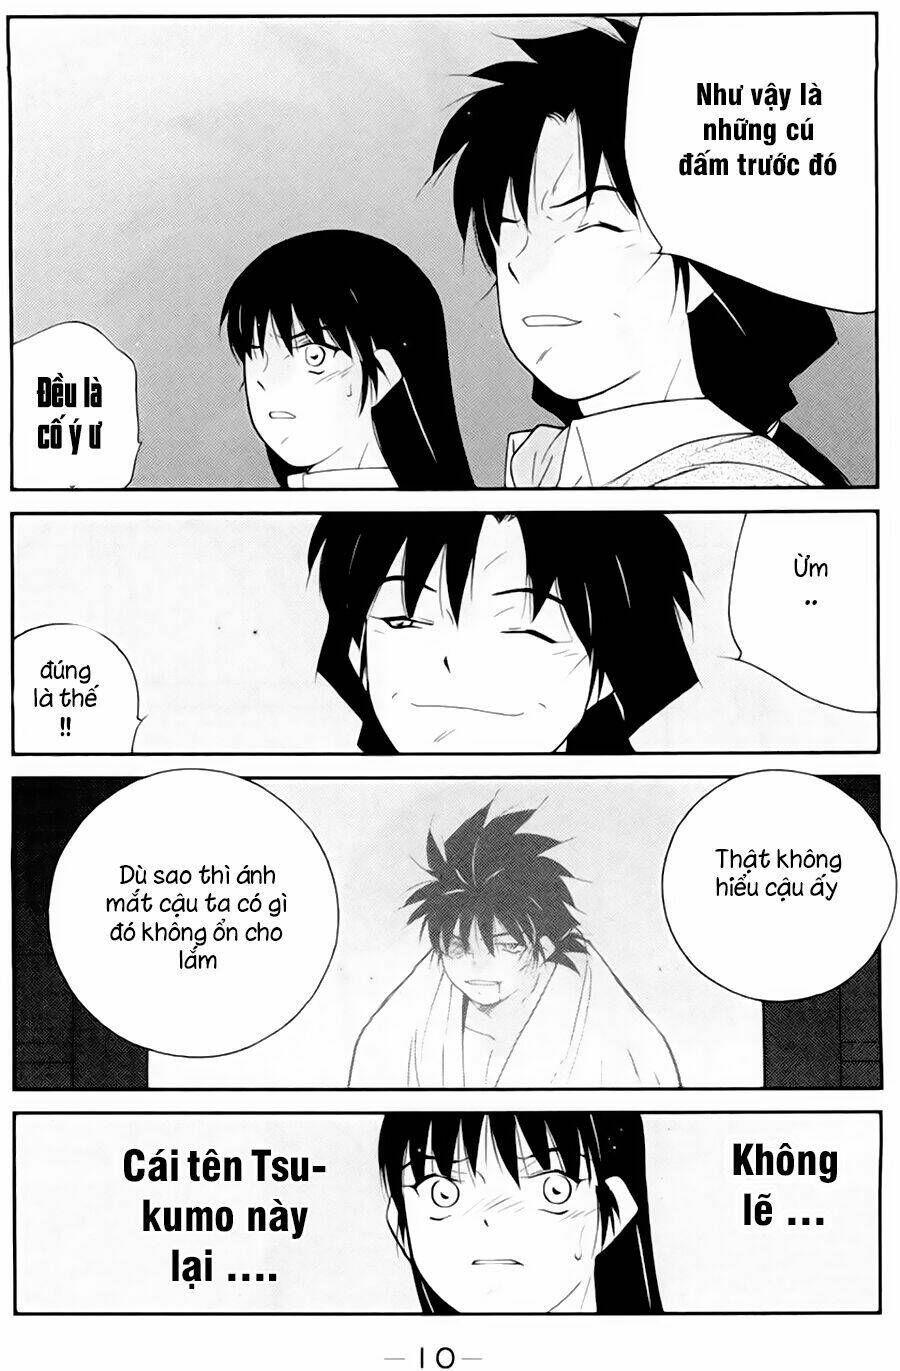 Như vậy là
những cú
đấm trước đó
Đều là
cố ý ư
Ừm
..
đúng
là thế
!!
Thật không
hiểu cậu ấy
Dù sao thì ánh
mắt cậu ta có gì
đó không ổn cho
lắm
Không
lẽ ...
Cái tên Tsu-
kumo này
lại ....
— 10 —